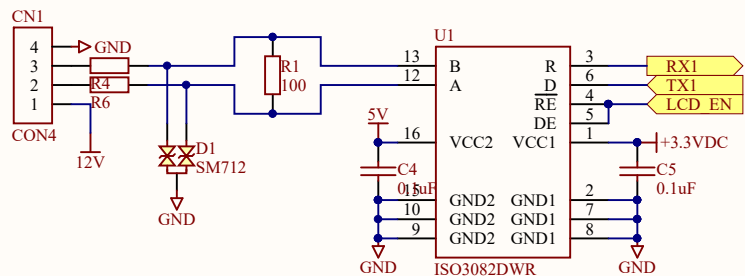 CN1
4
GND
3
2
1
R4
R6
CON4
12V
D1
SM712
GND
R1
100
U1
13
B
R
3
RX1
12
A
D
6
TX1
RE
4
LCD_EN
DE
5
5V
16
VCC2
VCC1
1
+3.3VDC
C4
0.1uF
C5
0.1uF
15
GND2
GND1
2
10
GND2
GND1
7
9
GND2
GND1
8
GND
GND
ISO3082DWR